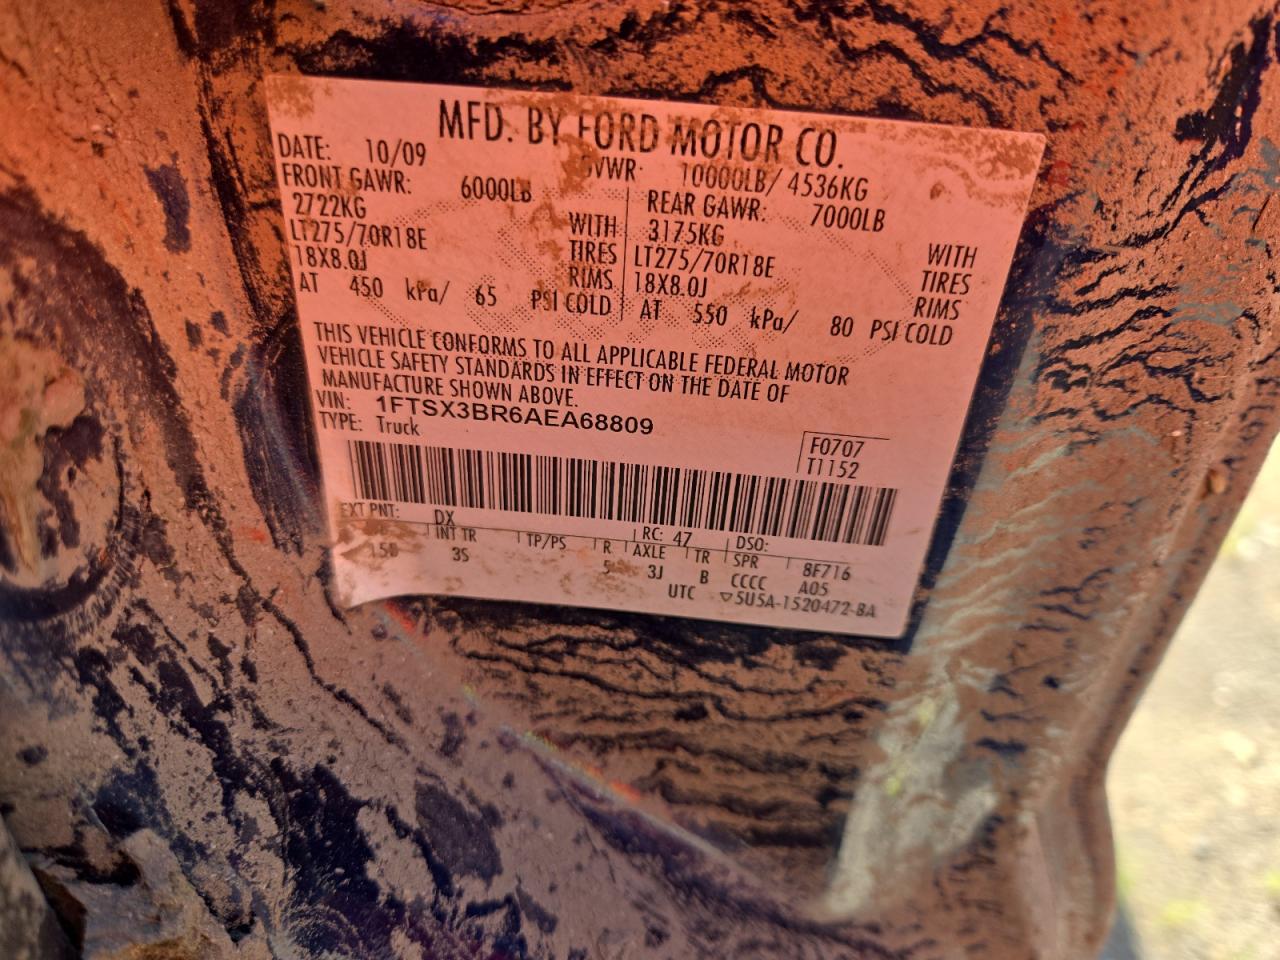 MFD. BY FORD MOTOR CO.
DATE: 10/09 GVWR: 10000LB/ 4536KG
FRONT GAWR: 6000LB REAR GAWR: 7000LB
2722KG WITH 3175KG WITH
LT275/70R18E TIRES LT275/70R18E TIRES
18X8.0J RIMS 18X8.0J RIMS
AT 450 kPa/ 65 PSI COLD AT 550 kPa/ 80 PSI COLD
THIS VEHICLE CONFORMS TO ALL APPLICABLE FEDERAL MOTOR
VEHICLE SAFETY STANDARDS IN EFFECT ON THE DATE OF
MANUFACTURE SHOWN ABOVE.
VIN: 1FTSX3BR6AEA68809
TYPE: Truck
F0707
T1152
EXT PNT: DX RC: 47 DSO:
INT TR TP/PS R AXLE TR SPR 8F716
3S 5 3J B CCCC A05
UTC ▽5U5A-1520472-BA